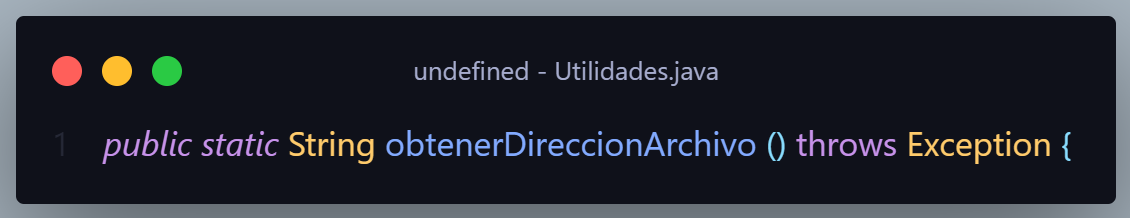 undefined - Utilidades.java
1 public static String obtenerDireccionArchivo () throws Exception {